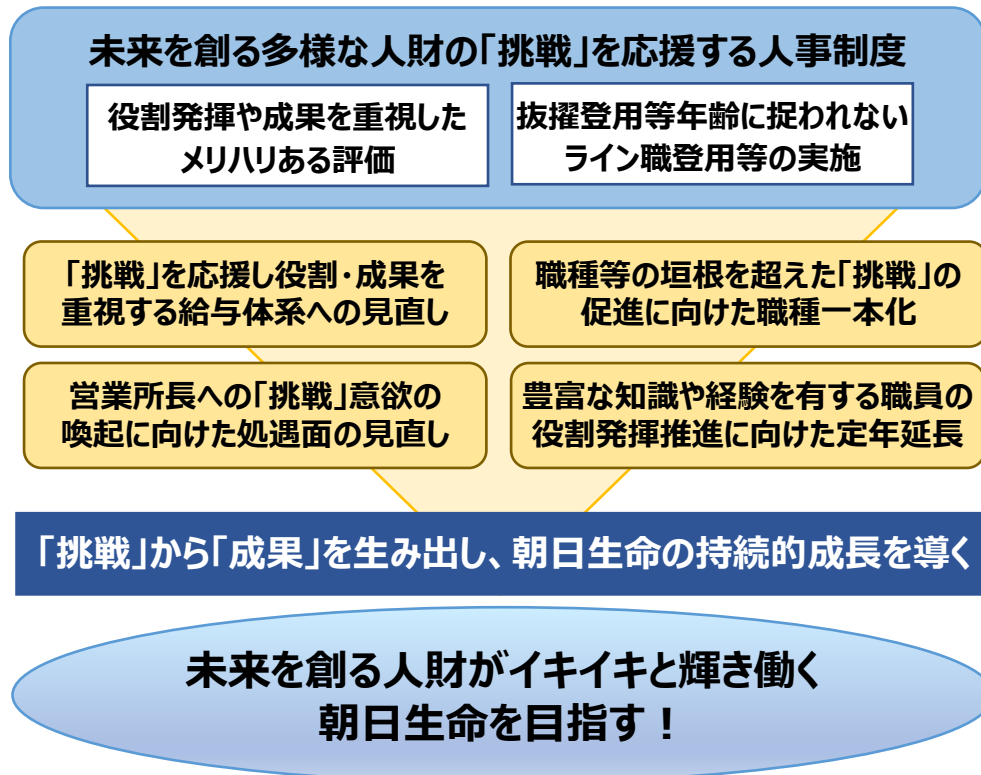 未来を創る多様な人財の「挑戦」を応援する人事制度
役割発揮や成果を重視した
メリハリある評価
抜擢登用等年齢に捉われない
ライン職登用等の実施
「挑戦」を応援し役割・成果を
重視する給与体系への見直し
職種等の垣根を超えた「挑戦」の
促進に向けた職種一本化
営業所長への「挑戦」意欲の
喚起に向けた処遇面の見直し
豊富な知識や経験を有する職員の
役割発揮推進に向けた定年延長
「挑戦」から「成果」を生み出し、朝日生命の持続的成長を導く
未来を創る人財がイキイキと輝き働く
朝日生命を目指す！